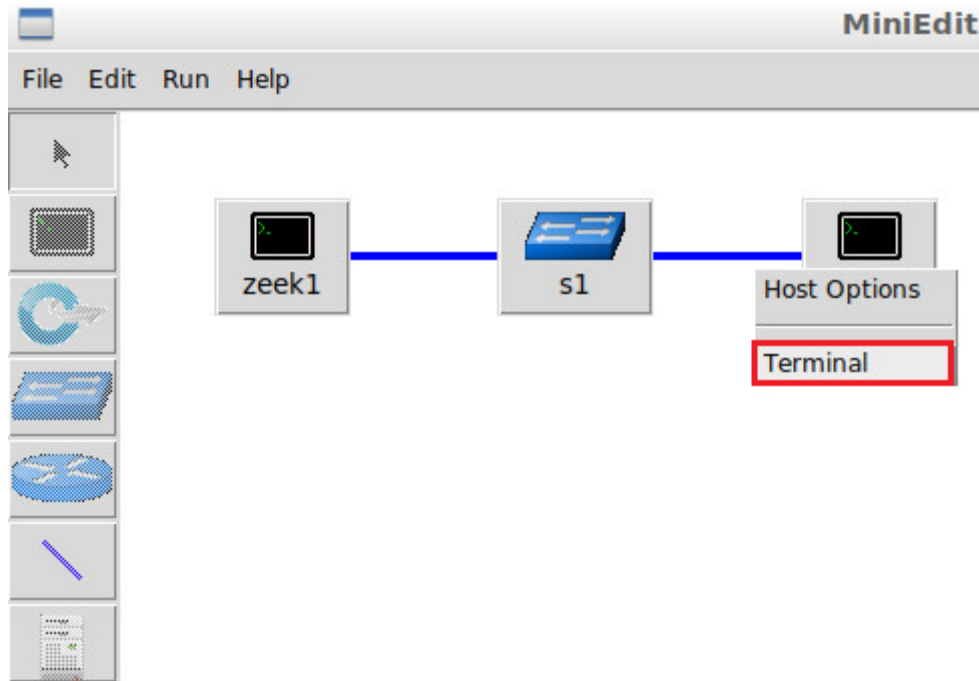 MiniEdit
File Edit Run Help
zeek1
s1
Host Options
Terminal